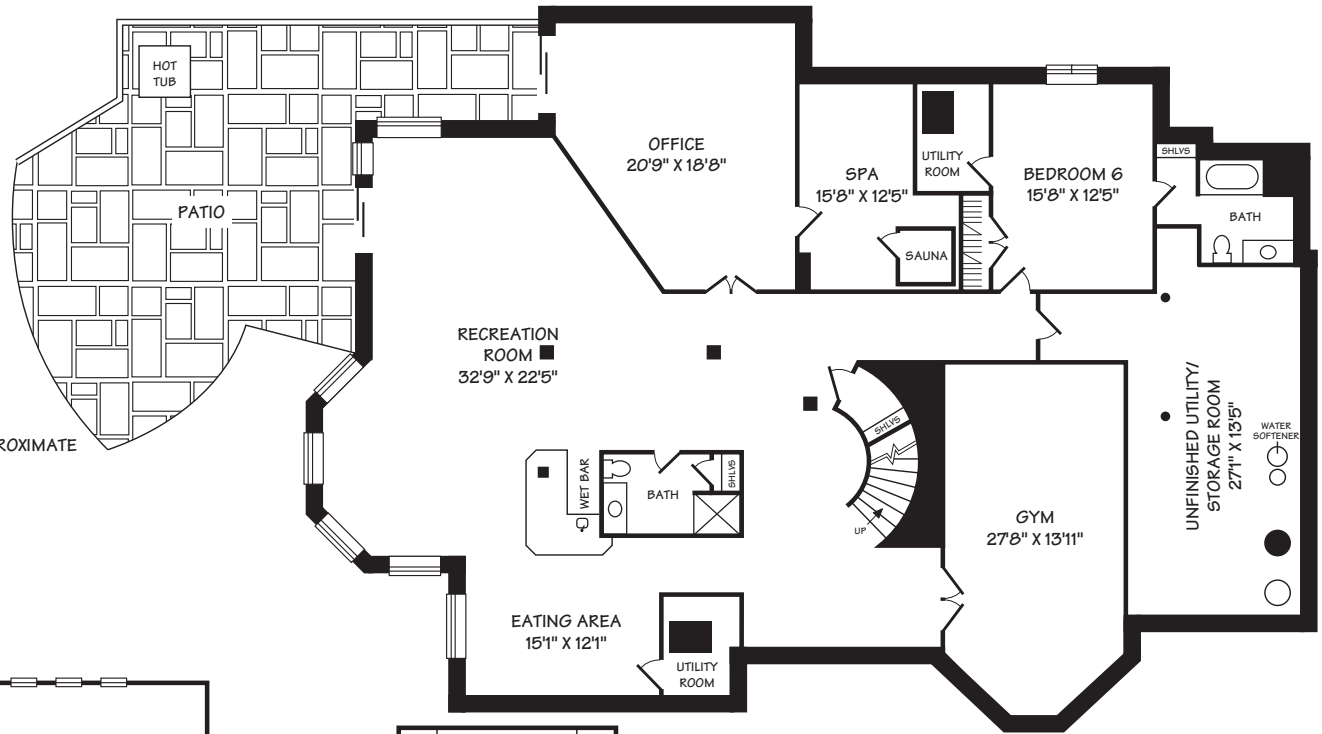 HOT
TUB
OFFICE
20'9" X 18'8"
UTILITY
ROOM
SPA
15'8" X 12'5"
BEDROOM 6
15'8" X 12'5"
SHLVS
BATH
PATIO
SAUNA
RECREATION
ROOM
32'9" X 22'5"
ROXIMATE
SHLVS
WET BAR
BATH
SHLVS
UP
GYM
27'8" X 13'11"
UNFINISHED UTILITY/
STORAGE ROOM
27'1" X 13'5"
WATER
SOFTENER
EATING AREA
15'1" X 12'1"
UTILITY
ROOM